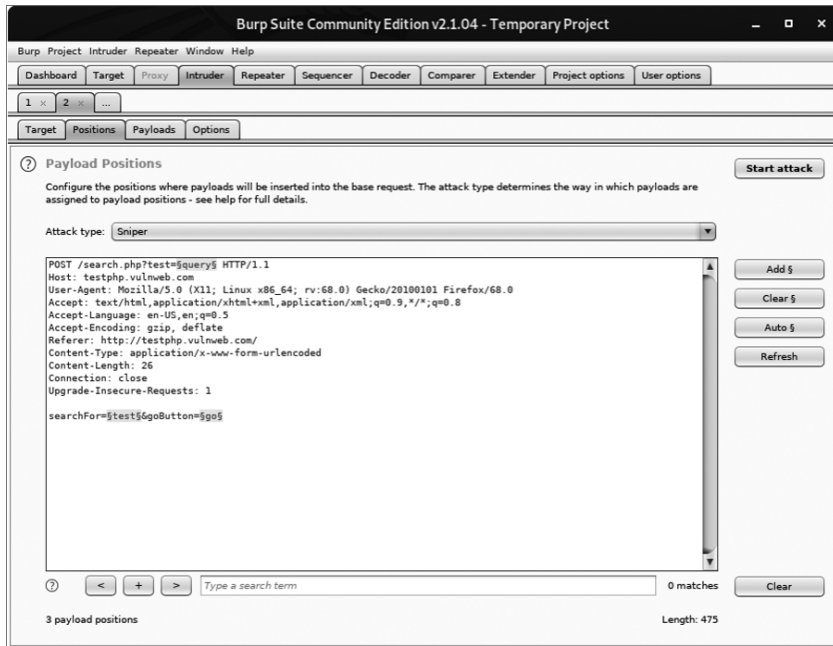 Burp Suite Community Edition v2.1.04 - Temporary Project
Burp Project Intruder Repeater Window Help
Dashboard Target Proxy Intruder Repeater Sequencer Decoder Comparer Extender Project options User options
1 × 2 × ...
Target Positions Payloads Options
? Payload Positions
Start attack
Configure the positions where payloads will be inserted into the base request. The attack type determines the way in which payloads are
assigned to payload positions - see help for full details.
Attack type: Sniper
POST /search.php?test=§query§ HTTP/1.1
Host: testphp.vulnweb.com
User-Agent: Mozilla/5.0 (X11; Linux x86_64; rv:68.0) Gecko/20100101 Firefox/68.0
Accept: text/html,application/xhtml+xml,application/xml;q=0.9,*/*;q=0.8
Accept-Language: en-US,en;q=0.5
Accept-Encoding: gzip, deflate
Referer: http://testphp.vulnweb.com/
Content-Type: application/x-www-form-urlencoded
Content-Length: 26
Connection: close
Upgrade-Insecure-Requests: 1
searchFor=§test§&goButton=§go§
Add §
Clear §
Auto §
Refresh
? < + > Type a search term 0 matches Clear
3 payload positions Length: 475